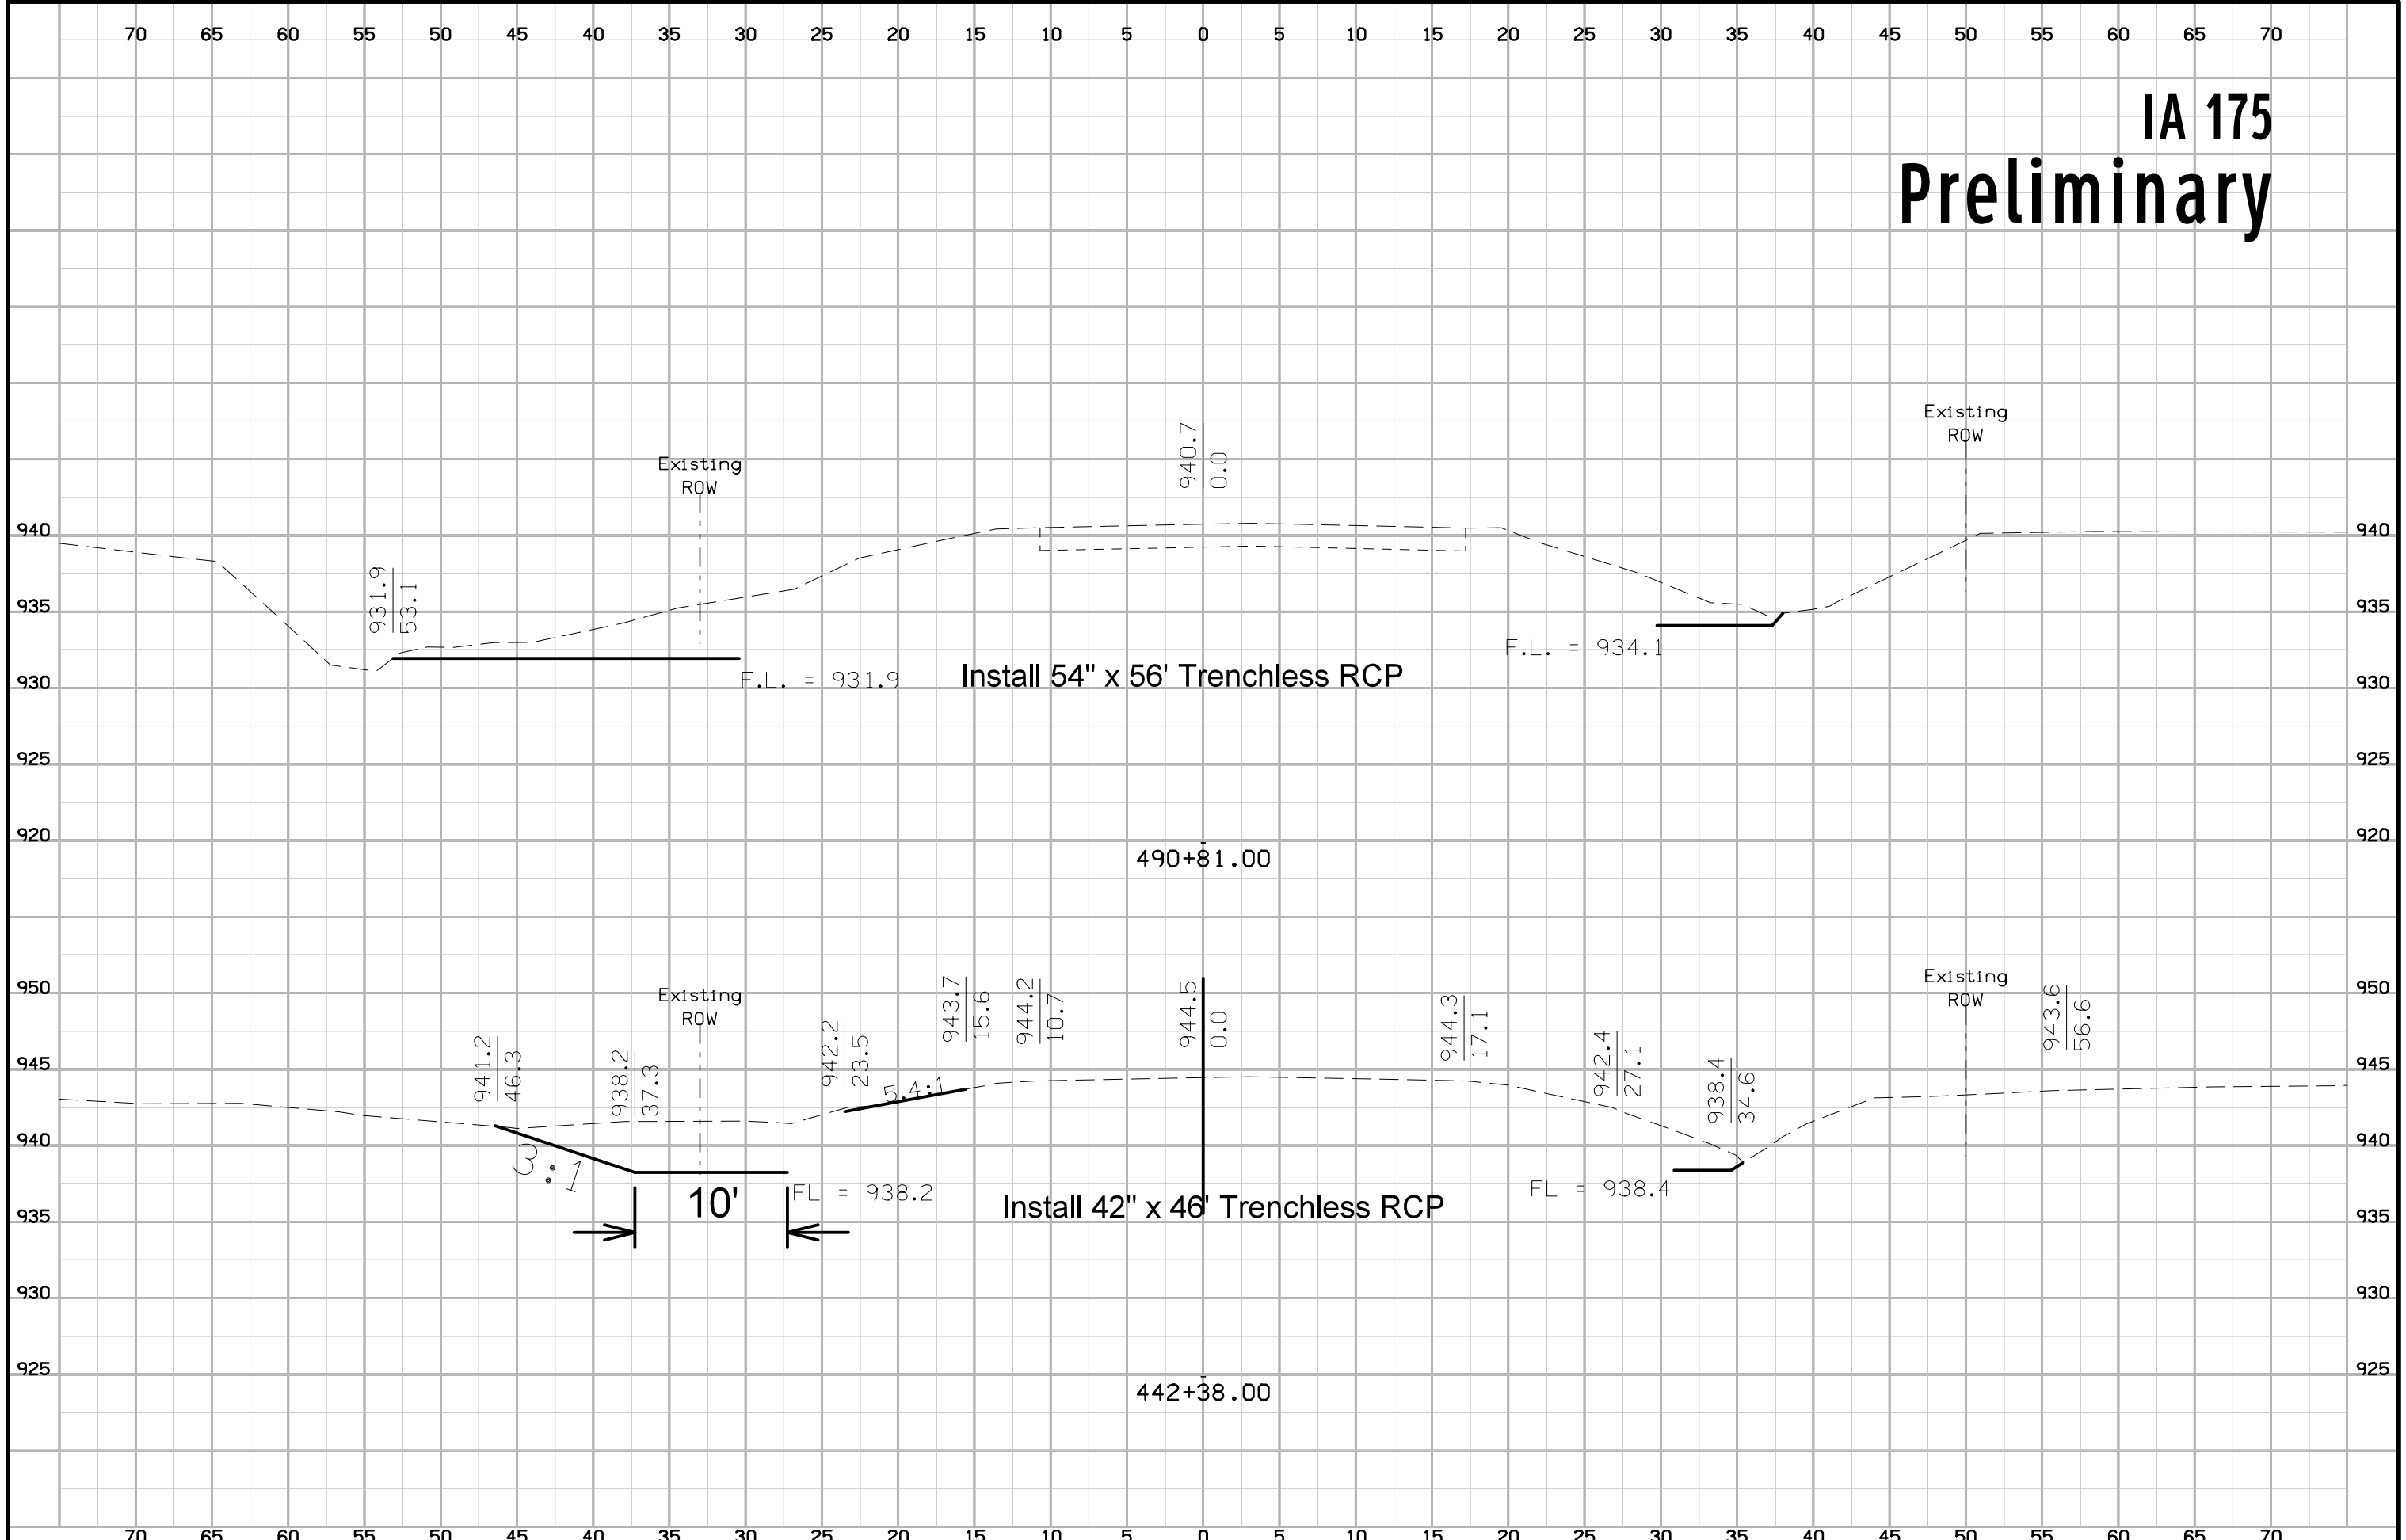 70 65 60 55 50 45 40 35 30 25 20 15 10 5 0 5 10 15 20 25 30 35 40 45 50 55 60 65 70
IA 175
Preliminary
Existing
ROW
940.7
0.0
Existing
ROW
940 940
931.9
53.1
935 935
F.L. = 934.1
F.L. = 931.9
Install 54" x 56' Trenchless RCP
930 930
925 925
920 920
490+81.00
950 950
Existing
ROW
943.7
15.6
944.2
10.7
944.5
0.0
944.3
17.1
Existing
ROW
943.6
56.6
941.2
46.3
938.2
37.3
942.2
23.5
942.4
27.1
938.4
34.6
945 945
5.4:1
940 940
3:1
10'
FL = 938.2
Install 42" x 46' Trenchless RCP
FL = 938.4
935 935
930 930
925 925
442+38.00
70 65 60 55 50 45 40 35 30 25 20 15 10 5 0 5 10 15 20 25 30 35 40 45 50 55 60 65 70